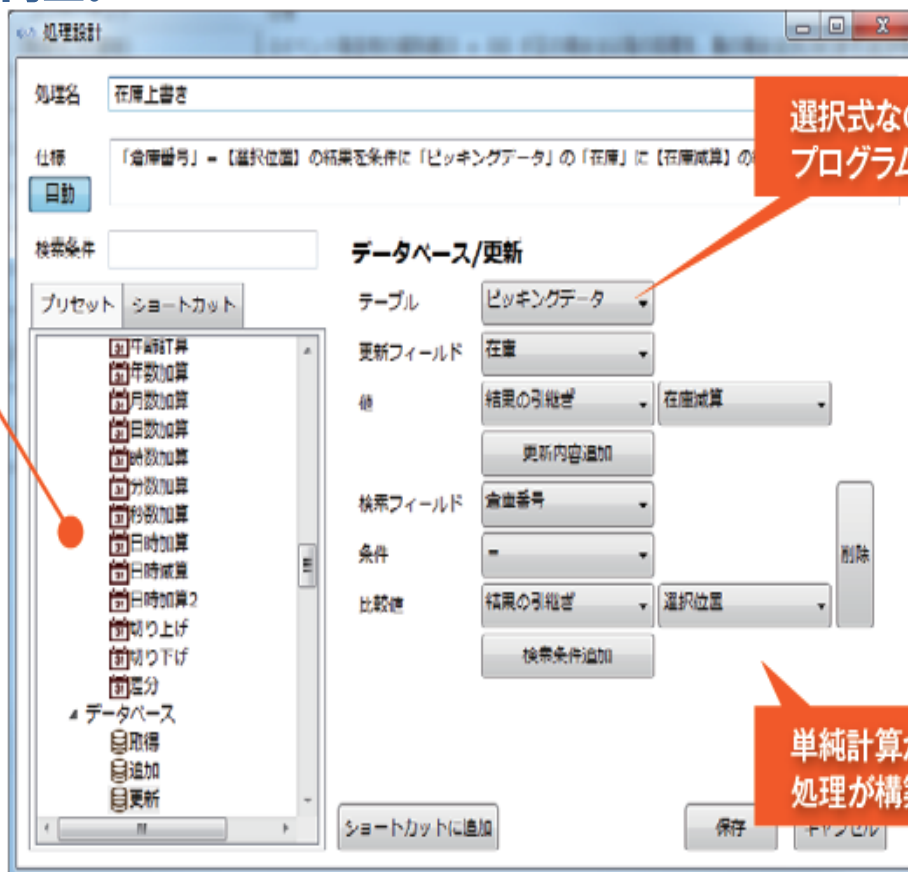 処理設計
処理名 在庫上書き
選択式な
プログラム
仕様 「倉庫番号」=【選択位置】の結果を条件に「ピッキングデータ」の「在庫」に【在庫減算】の
自動
検索条件
データベース/更新
プリセット ショートカット
テーブル ピッキングデータ
更新フィールド 在庫
値 結果の引継ぎ 在庫減算
更新内容追加
検索フィールド 倉庫番号
条件 =
比較値 結果の引継ぎ 選択位置
検索条件追加
削除
年齢計算
年数加算
月数加算
日数加算
時数加算
分数加算
秒数加算
日時加算
日時減算
日時加算2
切り上げ
切り下げ
差分
データベース
取得
追加
更新
単純計算
処理が構
ショートカットに追加
保存
キャンセル